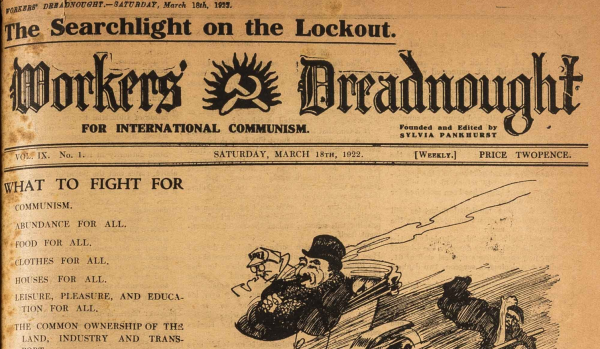 WORKERS' DREADNOUGHT.—SATURDAY, March 18th, 1922.
The Searchlight on the Lockout.
Workers' Dreadnought
FOR INTERNATIONAL COMMUNISM.
Founded and Edited by
SYLVIA PANKHURST
VOL. IX. No. 1.
SATURDAY, MARCH 18TH, 1922.
[WEEKLY.]
PRICE TWOPENCE.
WHAT TO FIGHT FOR
COMMUNISM.
ABUNDANCE FOR ALL.
FOOD FOR ALL.
CLOTHES FOR ALL.
HOUSES FOR ALL.
LEISURE, PLEASURE, AND EDUCA-
TION FOR ALL.
THE COMMON OWNERSHIP OF THE
LAND, INDUSTRY AND TRANS-